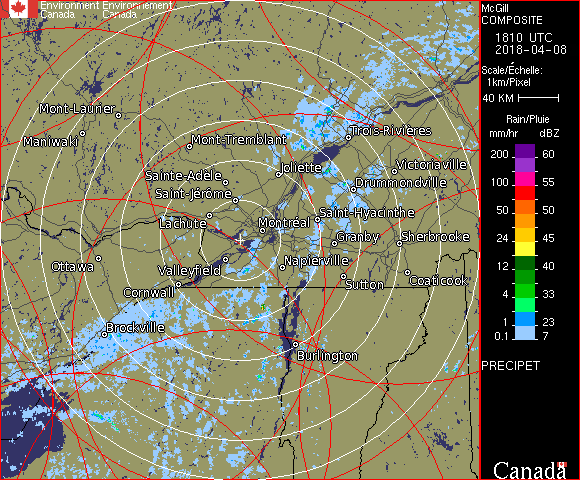 Environment Environnement
Canada Canada
McGill
COMPOSITE
1810 UTC
2018-04-08
Scale/Échelle:
1km/Pixel
40 KM
Rain/Pluie
mm/hr dBZ
200 60
100 55
50 50
24 45
12 40
4 33
1 23
0.1 7
PRECIPET
Canada
Mont-Laurier
Maniwaki
Mont-Tremblant
Trois-Rivières
Joliette
Victoriaville
Sainte-Adèle
Drummondville
Saint-Jérôme
Saint-Hyacinthe
Lachute
Montréal
Granby
Sherbrooke
Ottawa
Valleyfield
Napierville
Coaticook
Sutton
Cornwall
Brockville
Burlington